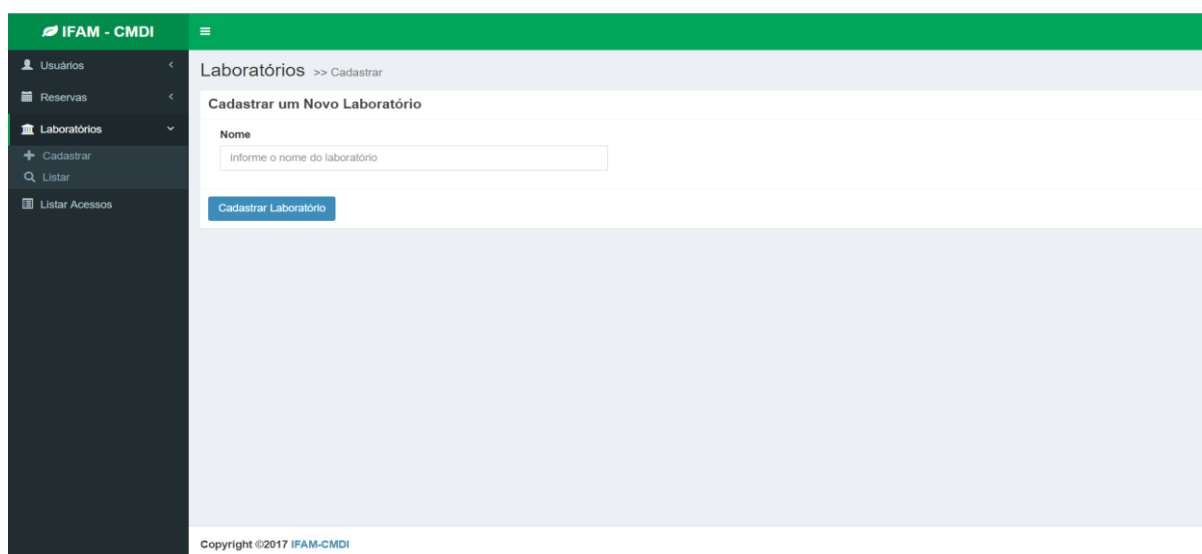 IFAM - CMDI
Usuários
Reservas
Laboratórios
Cadastrar
Listar
Listar Acessos
Laboratórios >> Cadastrar
Cadastrar um Novo Laboratório
Nome
Informe o nome do laboratório
Cadastrar Laboratório
Copyright ©2017 IFAM-CMDI